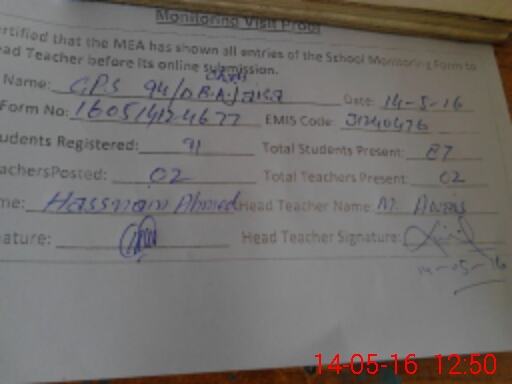 Monitoring Visit Proof
ertified that the MEA has shown all entries of the School Monitoring Form to
ead Teacher before its online submission.
Name: GPS 94/D.B.A/ Date: 14-5-16
Form No: EMIS Code: 31240476
udents Registered: 91 Total Students Present: 87
achersPosted: 02 Total Teachers Present: 02
me: Hassnain Ahmed Head Teacher Name: M.
nature: Head Teacher Signature:
14-05-16
14-05-16 12:50